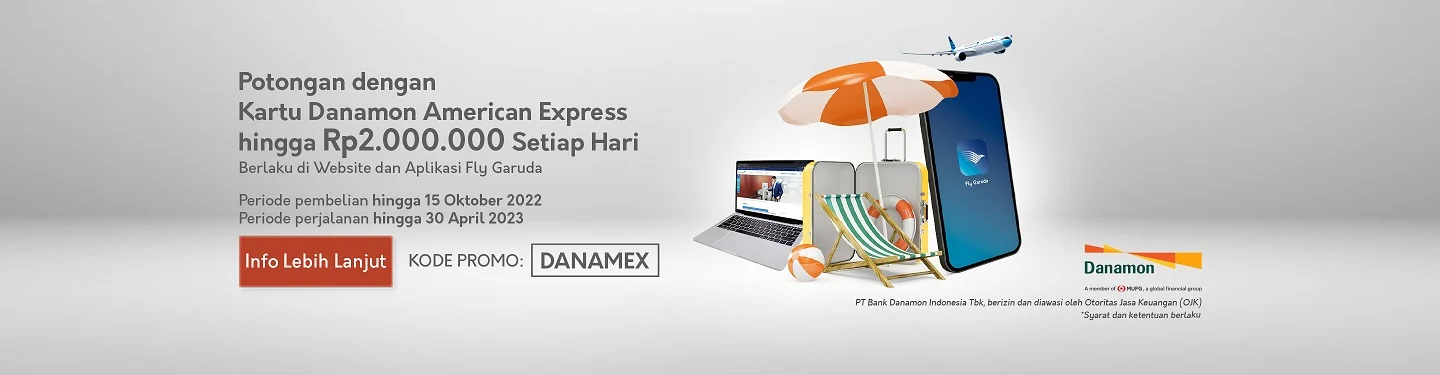 Potongan dengan
Kartu Danamon American Express
hingga Rp2.000.000 Setiap Hari
Berlaku di Website dan Aplikasi Fly Garuda
Periode pembelian hingga 15 Oktober 2022
Periode perjalanan hingga 30 April 2023
Info Lebih Lanjut
KODE PROMO: DANAMEX
Fly Garuda
Danamon
A member of MUFG, a global financial group
PT Bank Danamon Indonesia Tbk, berizin dan diawasi oleh Otoritas Jasa Keuangan (OJK)
*Syarat dan ketentuan berlaku